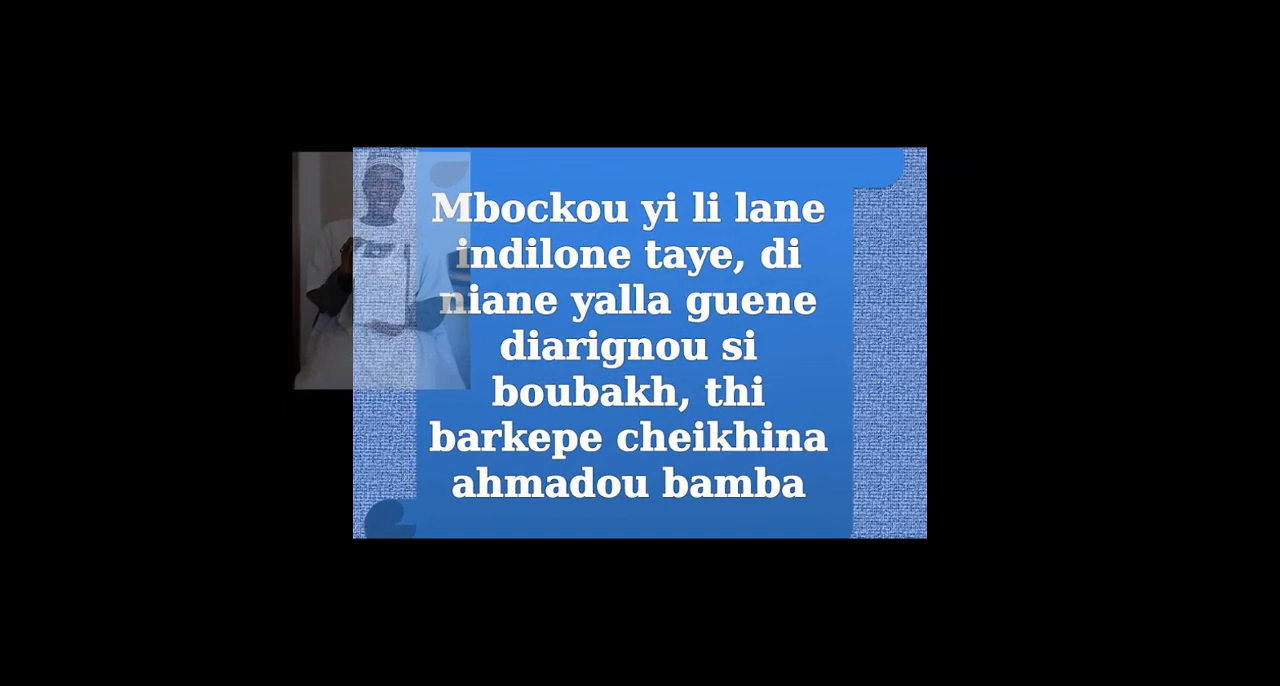 Mbockou yi li lane
indilone taye, di
niane yalla guene
diarignou si
boubakh, thi
barkepe cheikhina
ahmadou bamba